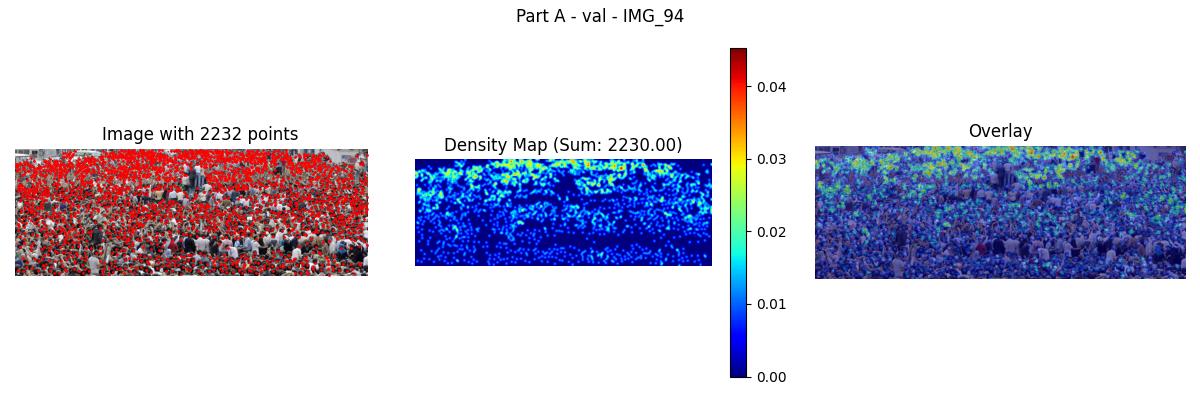 Part A - val - IMG_94
Image with 2232 points
Density Map (Sum: 2230.00)
Overlay
0.04
0.03
0.02
0.01
0.00